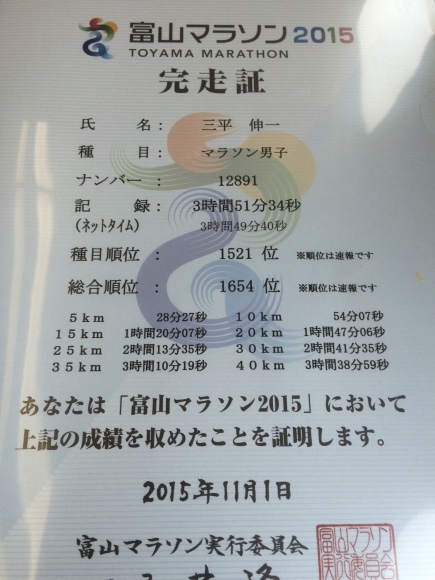 富山マラソン2015
TOYAMA MARATHON
完走証
氏 名: 三平 伸一
種 目: マラソン男子
ナンバー : 12891
記 録: 3時間51分34秒
(ネットタイム) 3時間49分40秒
種目順位 : 1521 位 ※順位は速報です
総合順位 : 1654 位 ※順位は速報です
5km 28分27秒 10km 54分07秒
15km 1時間20分07秒 20km 1時間47分06秒
25km 2時間13分35秒 30km 2時間41分35秒
35km 3時間10分19秒 40km 3時間38分59秒
あなたは「富山マラソン2015」において
上記の成績を収めたことを証明します。
2015年11月1日
富山マラソン実行委員会
富山マラソン
実行委員会